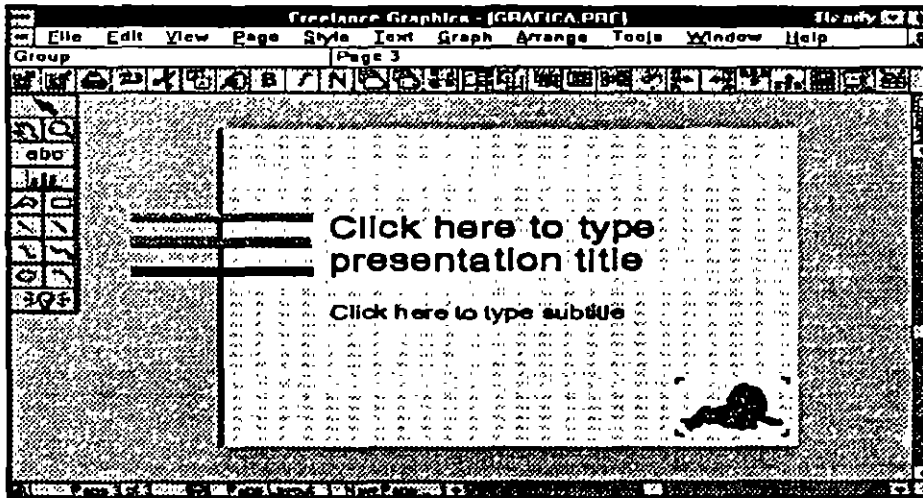 Freelance Graphics - [GRAFICA.PRE] Ready
File Edit View Page Style Text Graph Arrange Tools Window Help
Group Page 3
B I N
abc
Click here to type
presentation title
Click here to type subtitle